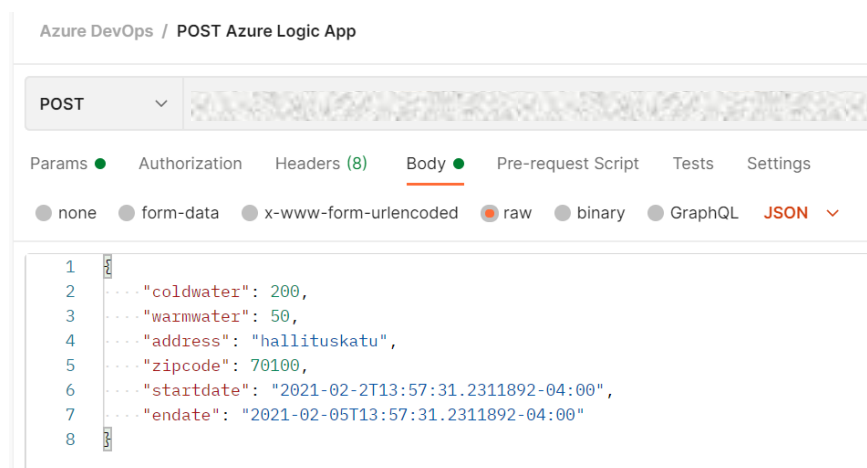 Azure DevOps / POST Azure Logic App
POST
Params Authorization Headers (8) Body Pre-request Script Tests Settings
none form-data x-www-form-urlencoded raw binary GraphQL JSON
1 {
2 "coldwater": 200,
3 "warmwater": 50,
4 "address": "hallituskatu",
5 "zipcode": 70100,
6 "startdate": "2021-02-2T13:57:31.2311892-04:00",
7 "endate": "2021-02-05T13:57:31.2311892-04:00"
8 }